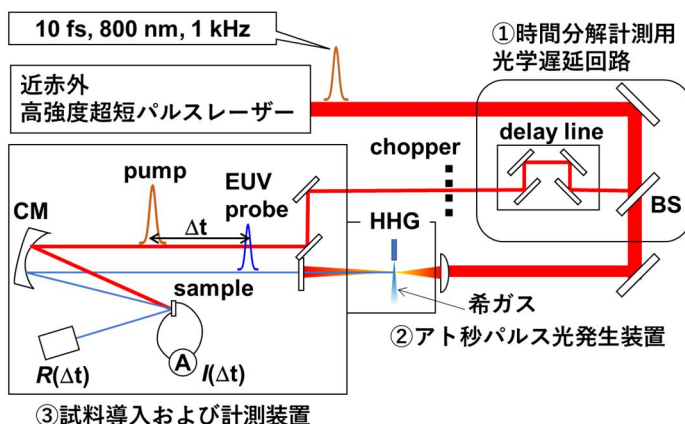 10 fs, 800 nm, 1 kHz
①時間分解計測用
光学遅延回路
近赤外
高強度超短パルスレーザー
delay line
chopper
pump
EUV
probe
CM
Δt
HHG
BS
sample
希ガス
②アト秒パルス光発生装置
A
R(Δt)
I(Δt)
③試料導入および計測装置